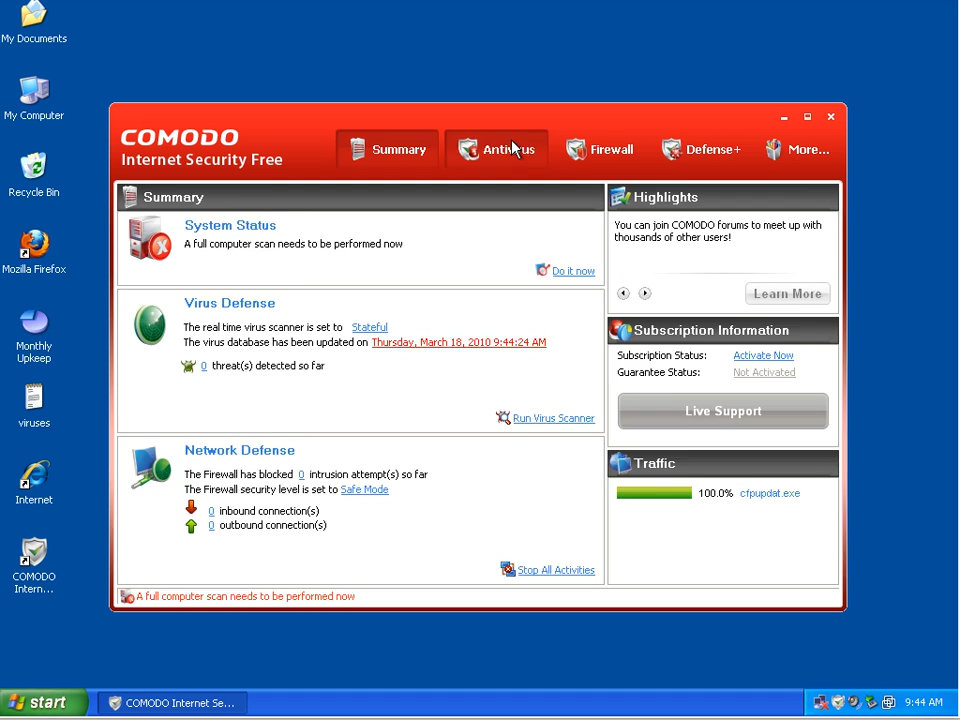 My Documents
My Computer
Recycle Bin
Mozilla Firefox
Monthly
Upkeep
viruses
Internet
COMODO
Intern...
COMODO
Internet Security Free
Summary
Antivirus
Firewall
Defense+
More...
Summary
System Status
A full computer scan needs to be performed now
Do it now
Virus Defense
The real time virus scanner is set to Stateful
The virus database has been updated on Thursday, March 18, 2010 9:44:24 AM
0 threat(s) detected so far
Run Virus Scanner
Network Defense
The Firewall has blocked 0 intrusion attempt(s) so far
The Firewall security level is set to Safe Mode
0 inbound connection(s)
0 outbound connection(s)
Stop All Activities
Highlights
You can join COMODO forums to meet up with
thousands of other users!
Learn More
Subscription Information
Subscription Status: Activate Now
Guarantee Status: Not Activated
Live Support
Traffic
100.0% cfpupdat.exe
A full computer scan needs to be performed now
start
COMODO Internet Se...
9:44 AM